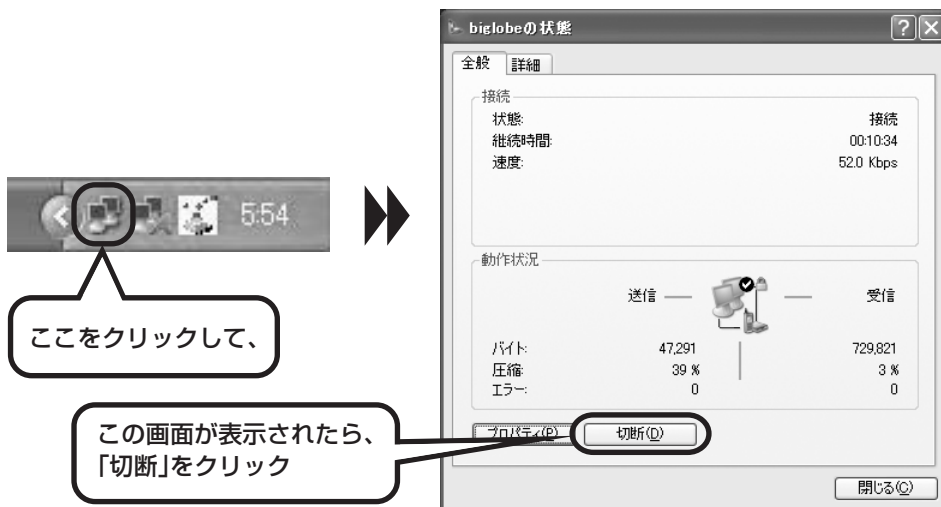 biglobeの状態
全般 詳細
接続
状態: 接続
継続時間: 00:10:34
速度: 52.0 Kbps
5:54
動作状況
送信 受信
ここをクリックして、
バイト: 47,291 729,821
圧縮: 39 % 3 %
エラー: 0 0
この画面が表示されたら、
「切断」をクリック
プロパティ(P) 切断(D)
閉じる(C)